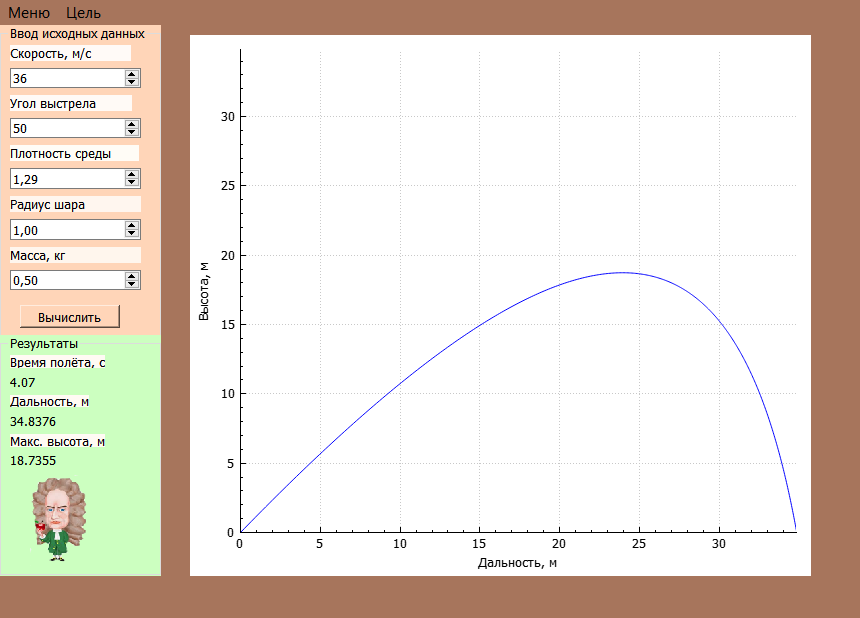 Меню Цель
Ввод исходных данных
Скорость, м/с
36
Угол выстрела
50
Плотность среды
1,29
Радиус шара
1,00
Масса, кг
0,50
Вычислить
Результаты
Время полёта, с
4.07
Дальность, м
34.8376
Макс. высота, м
18.7355
Высота, м
30
25
20
15
10
5
0
0 5 10 15 20 25 30
Дальность, м